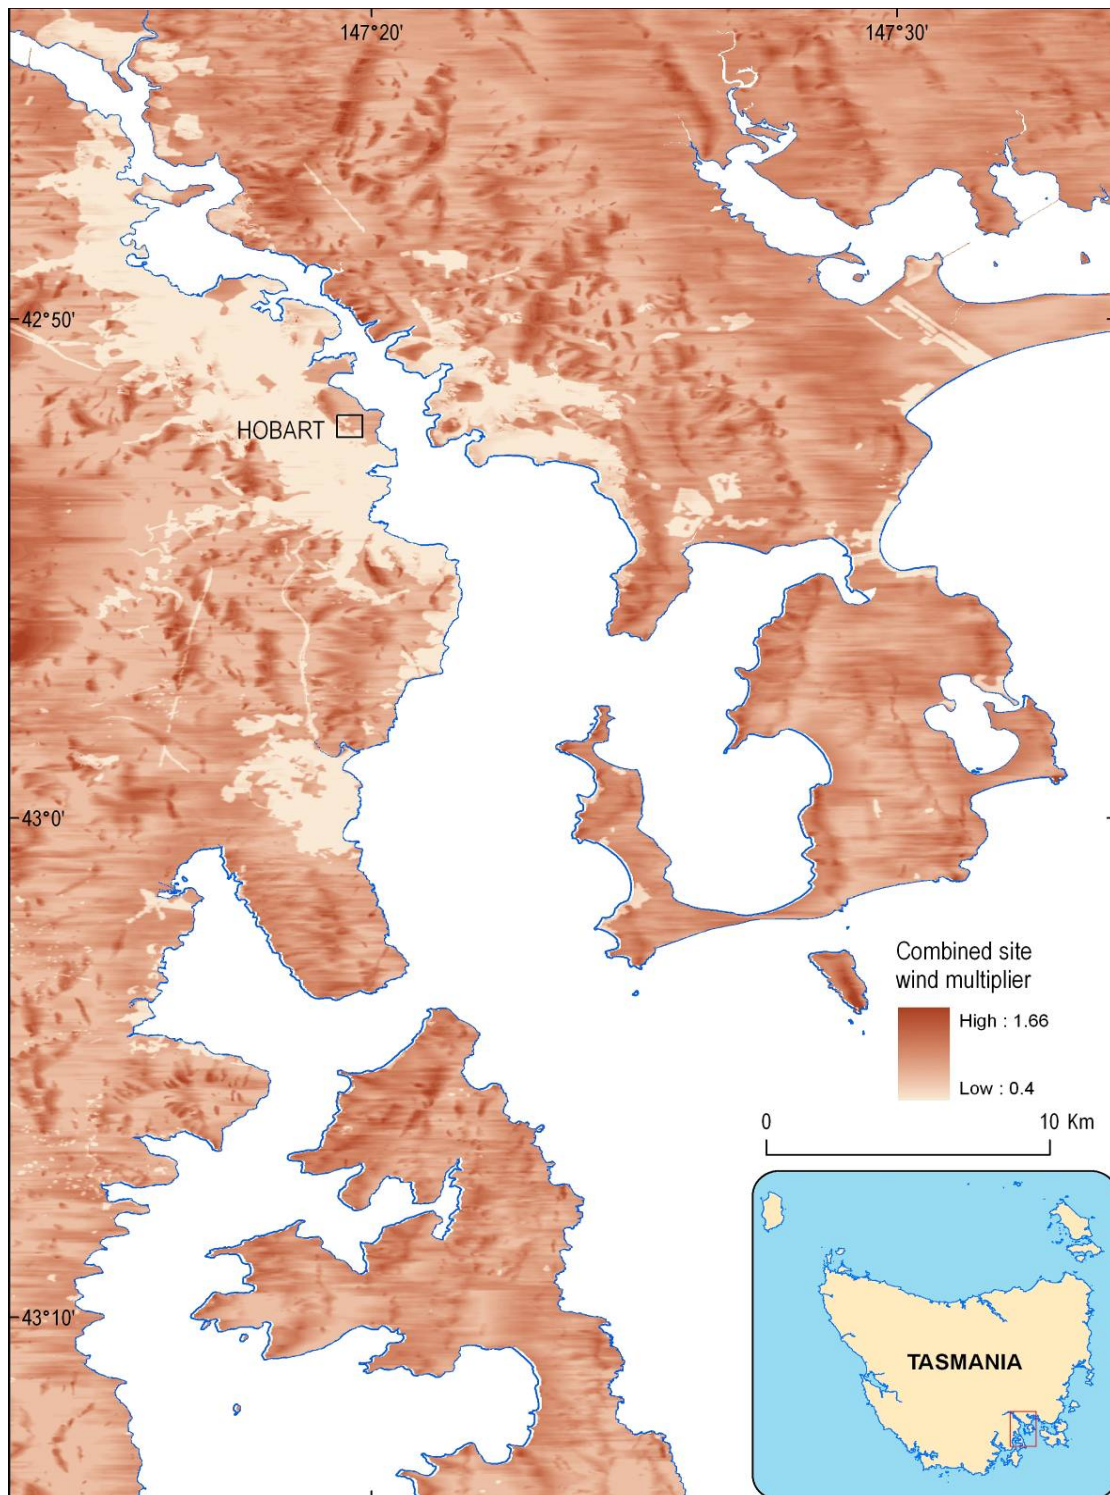 147°20'
147°30'
42°50'
HOBART
43°0'
Combined site
wind multiplier
High : 1.66
Low : 0.4
0
10 Km
43°10'
TASMANIA